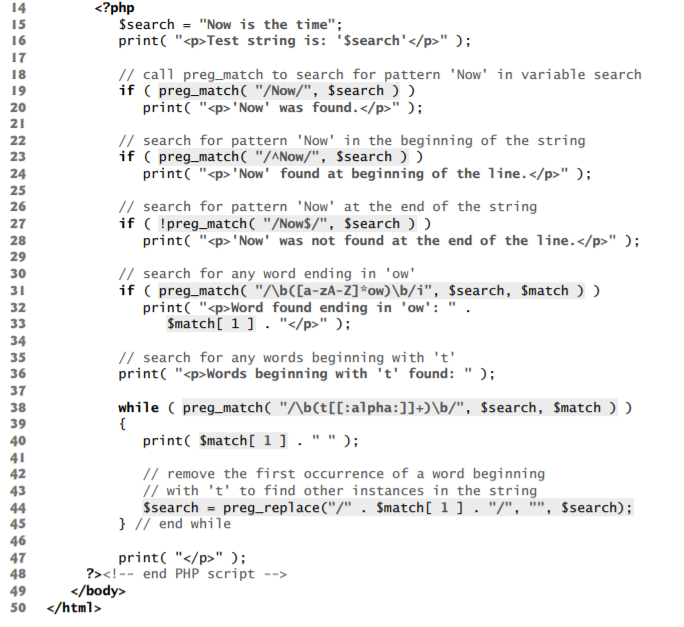 14 <?php
15 $search = "Now is the time";
16 print( "<p>Test string is: '$search'</p>" );
17
18 // call preg_match to search for pattern 'Now' in variable search
19 if ( preg_match( "/Now/", $search ) )
20 print( "<p>'Now' was found.</p>" );
21
22 // search for pattern 'Now' in the beginning of the string
23 if ( preg_match( "/^Now/", $search ) )
24 print( "<p>'Now' found at beginning of the line.</p>" );
25
26 // search for pattern 'Now' at the end of the string
27 if ( !preg_match( "/Now$/", $search ) )
28 print( "<p>'Now' was not found at the end of the line.</p>" );
29
30 // search for any word ending in 'ow'
31 if ( preg_match( "/\b([a-zA-Z]*ow)\b/i", $search, $match ) )
32 print( "<p>Word found ending in 'ow': " .
33 $match[ 1 ] . "</p>" );
34
35 // search for any words beginning with 't'
36 print( "<p>Words beginning with 't' found: " );
37
38 while ( preg_match( "/\b(t[[:alpha:]]+)\b/", $search, $match ) )
39 {
40 print( $match[ 1 ] . " " );
41
42 // remove the first occurrence of a word beginning
43 // with 't' to find other instances in the string
44 $search = preg_replace("/" . $match[ 1 ] . "/", "", $search);
45 } // end while
46
47 print( "</p>" );
48 ?><!-- end PHP script -->
49 </body>
50 </html>